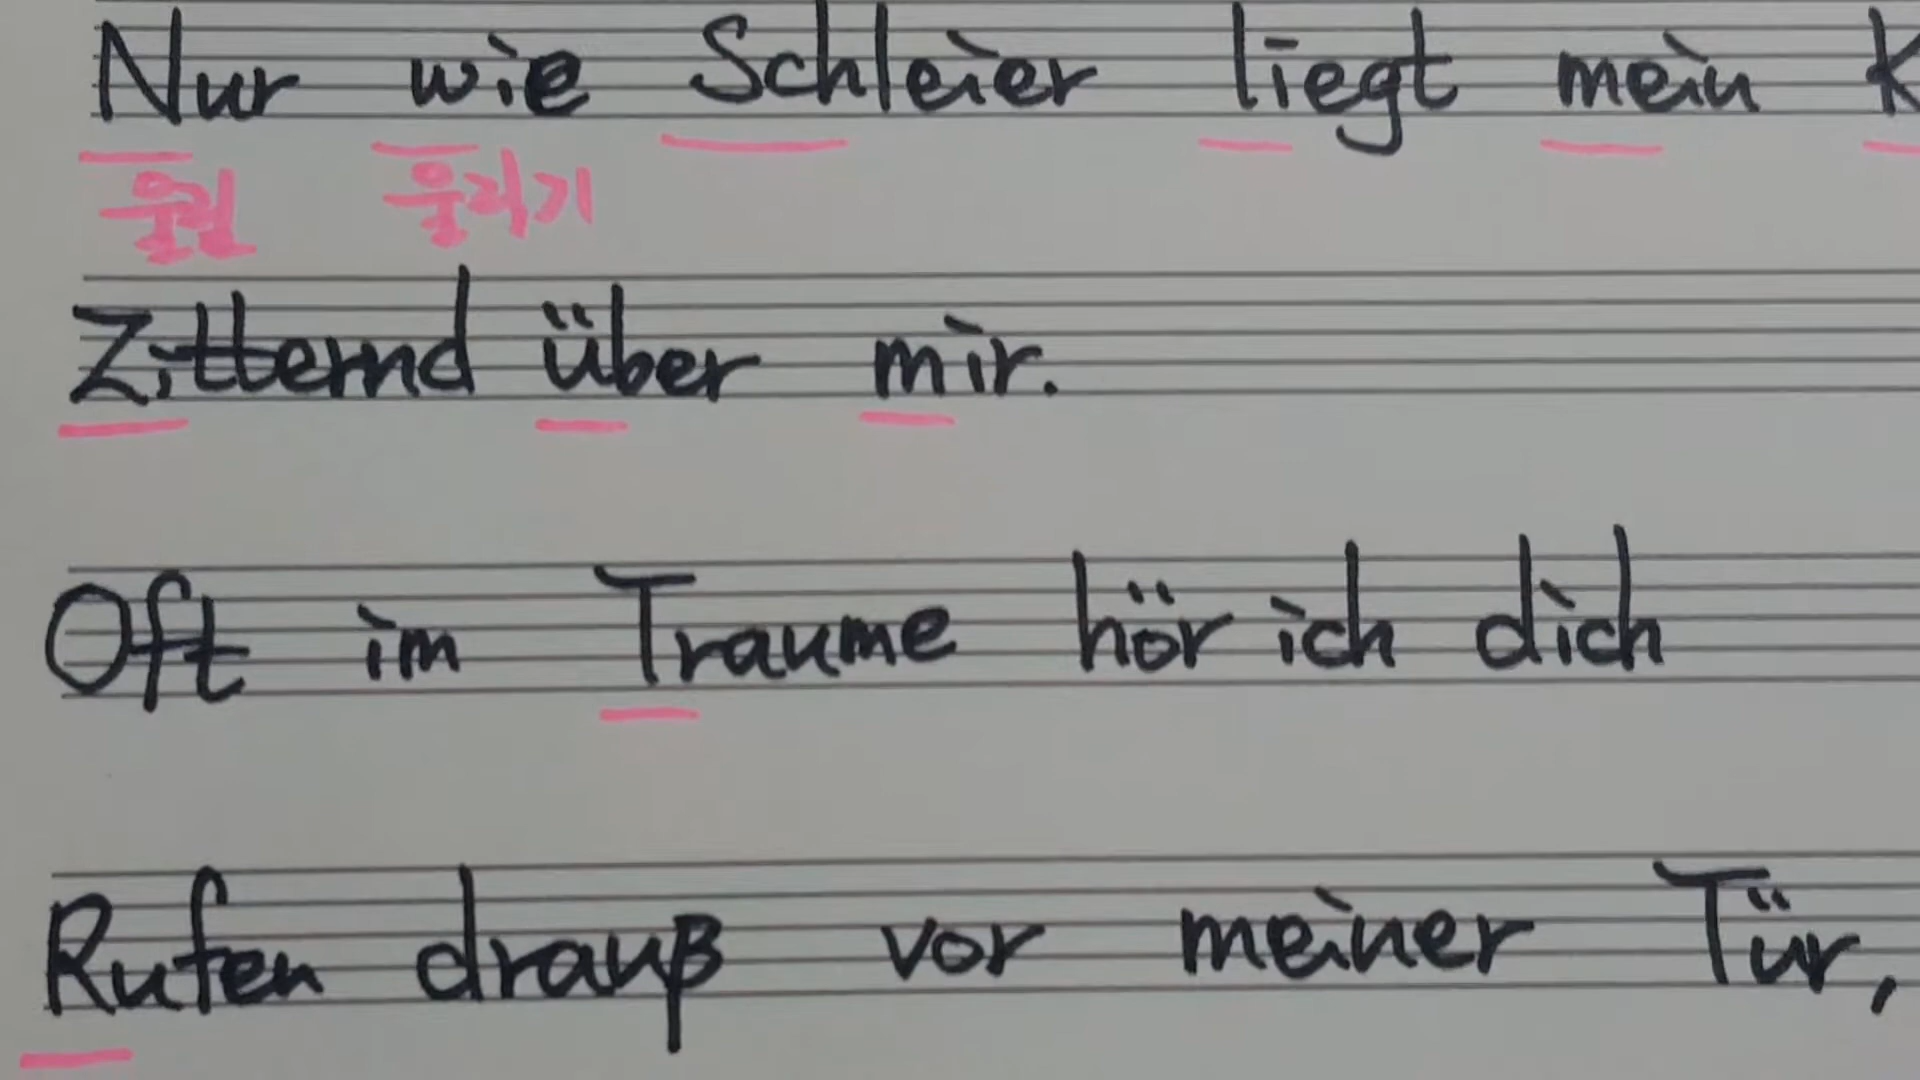 Nur wie Schleier liegt mein K
울림 울리기
Zitternd über mir.
Oft im Traume hör ich dich
Rufen drauß vor meiner Tür,